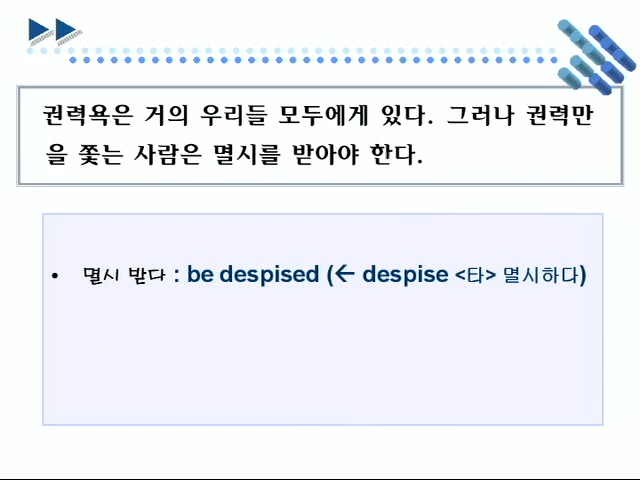 권력욕은 거의 우리들 모두에게 있다. 그러나 권력만
을 쫓는 사람은 멸시를 받아야 한다.
• 멸시 받다 : be despised (← despise <타> 멸시하다)